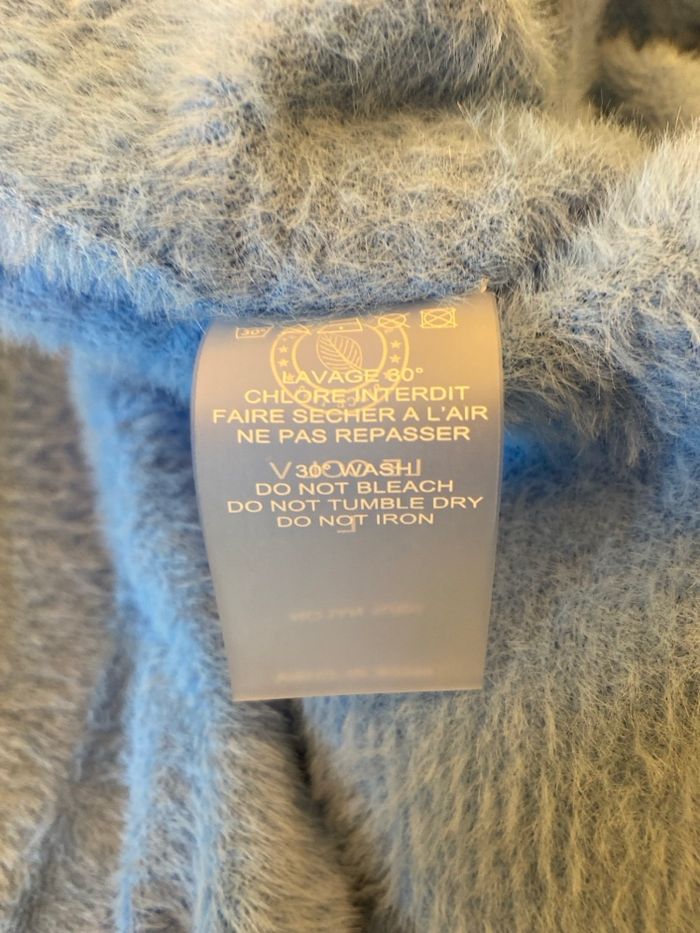 30°
LAVAGE 30°
CHLORE INTERDIT
FAIRE SECHER A L'AIR
NE PAS REPASSER
30° WASH
DO NOT BLEACH
DO NOT TUMBLE DRY
DO NOT IRON